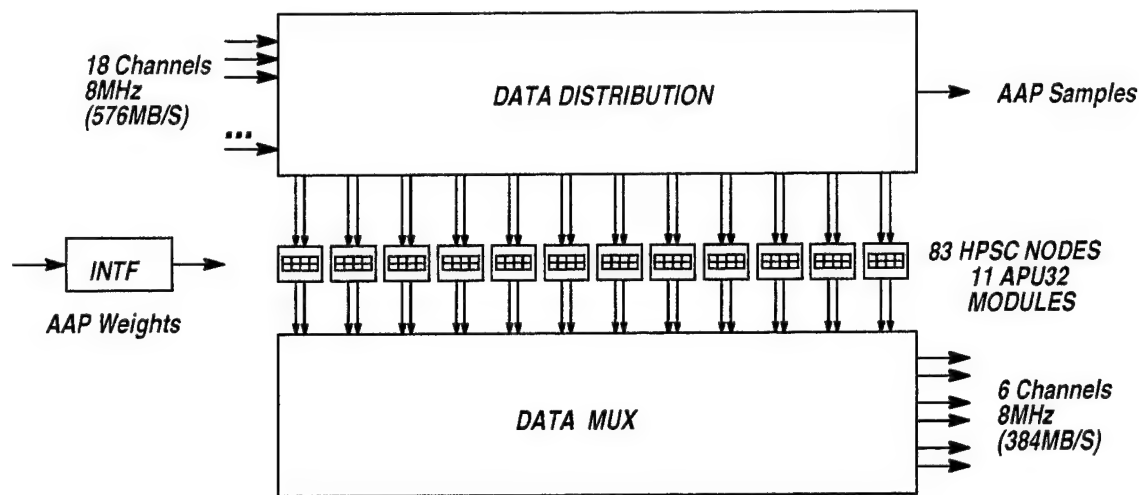 18 Channels
8MHz
(576MB/S)
...
DATA DISTRIBUTION
AAP Samples
INTF
AAP Weights
83 HPSC NODES
11 APU32
MODULES
DATA MUX
6 Channels
8MHz
(384MB/S)